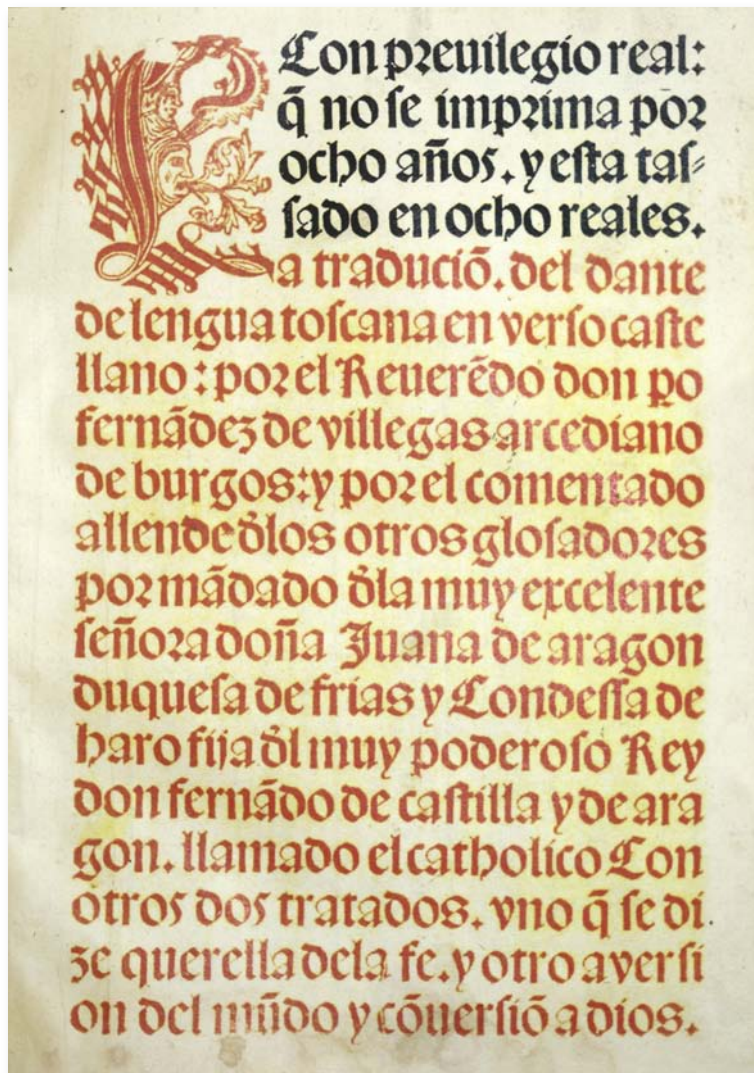 Con preuilegio real:
q̃ no se imprima por
ocho años. y esta tas⸗
sado en ocho reales.
La traduciõ. del dante
de lengua toscana en verso caste
llano : por el Reuerẽdo don po
fernãdez de villegas arcediano
de burgos: y por el comentado
allende dlos otros glosadores
por mãdado dla muy excelente
señora doña Juana de aragon
duquesa de frias y Condessa de
haro fija dl muy poderoso Rey
don fernãdo de castilla y de ara
gon. llamado el catholico Con
otros dos tratados. vno q̃ se di
ze querella dela fe. y otro aversi
on del mũdo y cõuersiõ a dios.